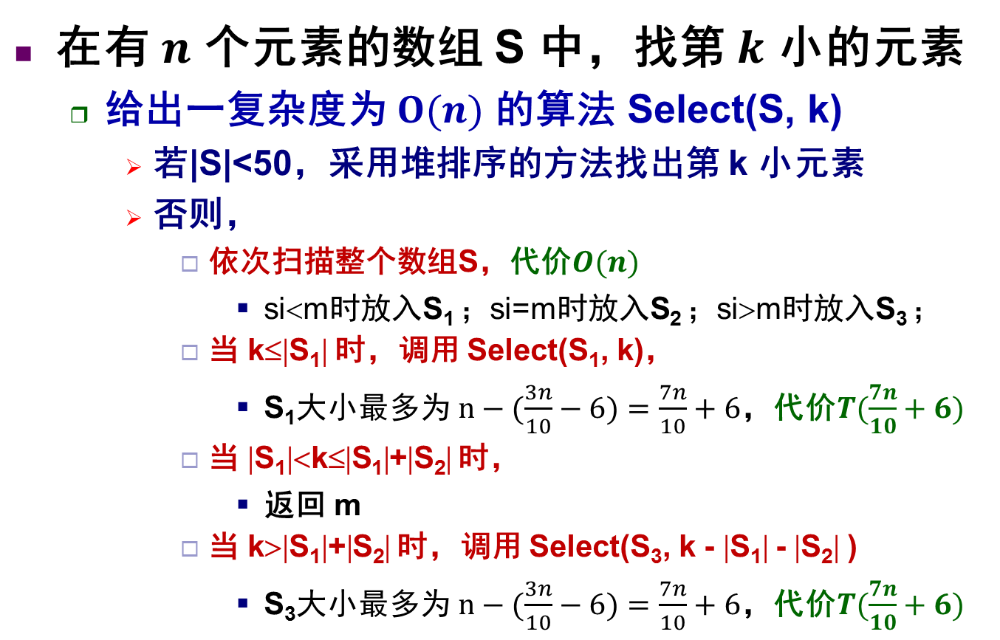 在有 n 个元素的数组 S 中，找第 k 小的元素
给出一复杂度为 O(n) 的算法 Select(S, k)
若|S|<50，采用堆排序的方法找出第 k 小元素
否则，
依次扫描整个数组S，代价O(n)
si<m时放入S₁；si=m时放入S₂；si>m时放入S₃；
当 k≤|S₁| 时，调用 Select(S₁, k)，
S₁大小最多为 n − (3n/10 − 6) = 7n/10 + 6，代价T(7n/10 + 6)
当 |S₁|<k≤|S₁|+|S₂| 时，
返回 m
当 k>|S₁|+|S₂| 时，调用 Select(S₃, k - |S₁| - |S₂| )
S₃大小最多为 n − (3n/10 − 6) = 7n/10 + 6，代价T(7n/10 + 6)